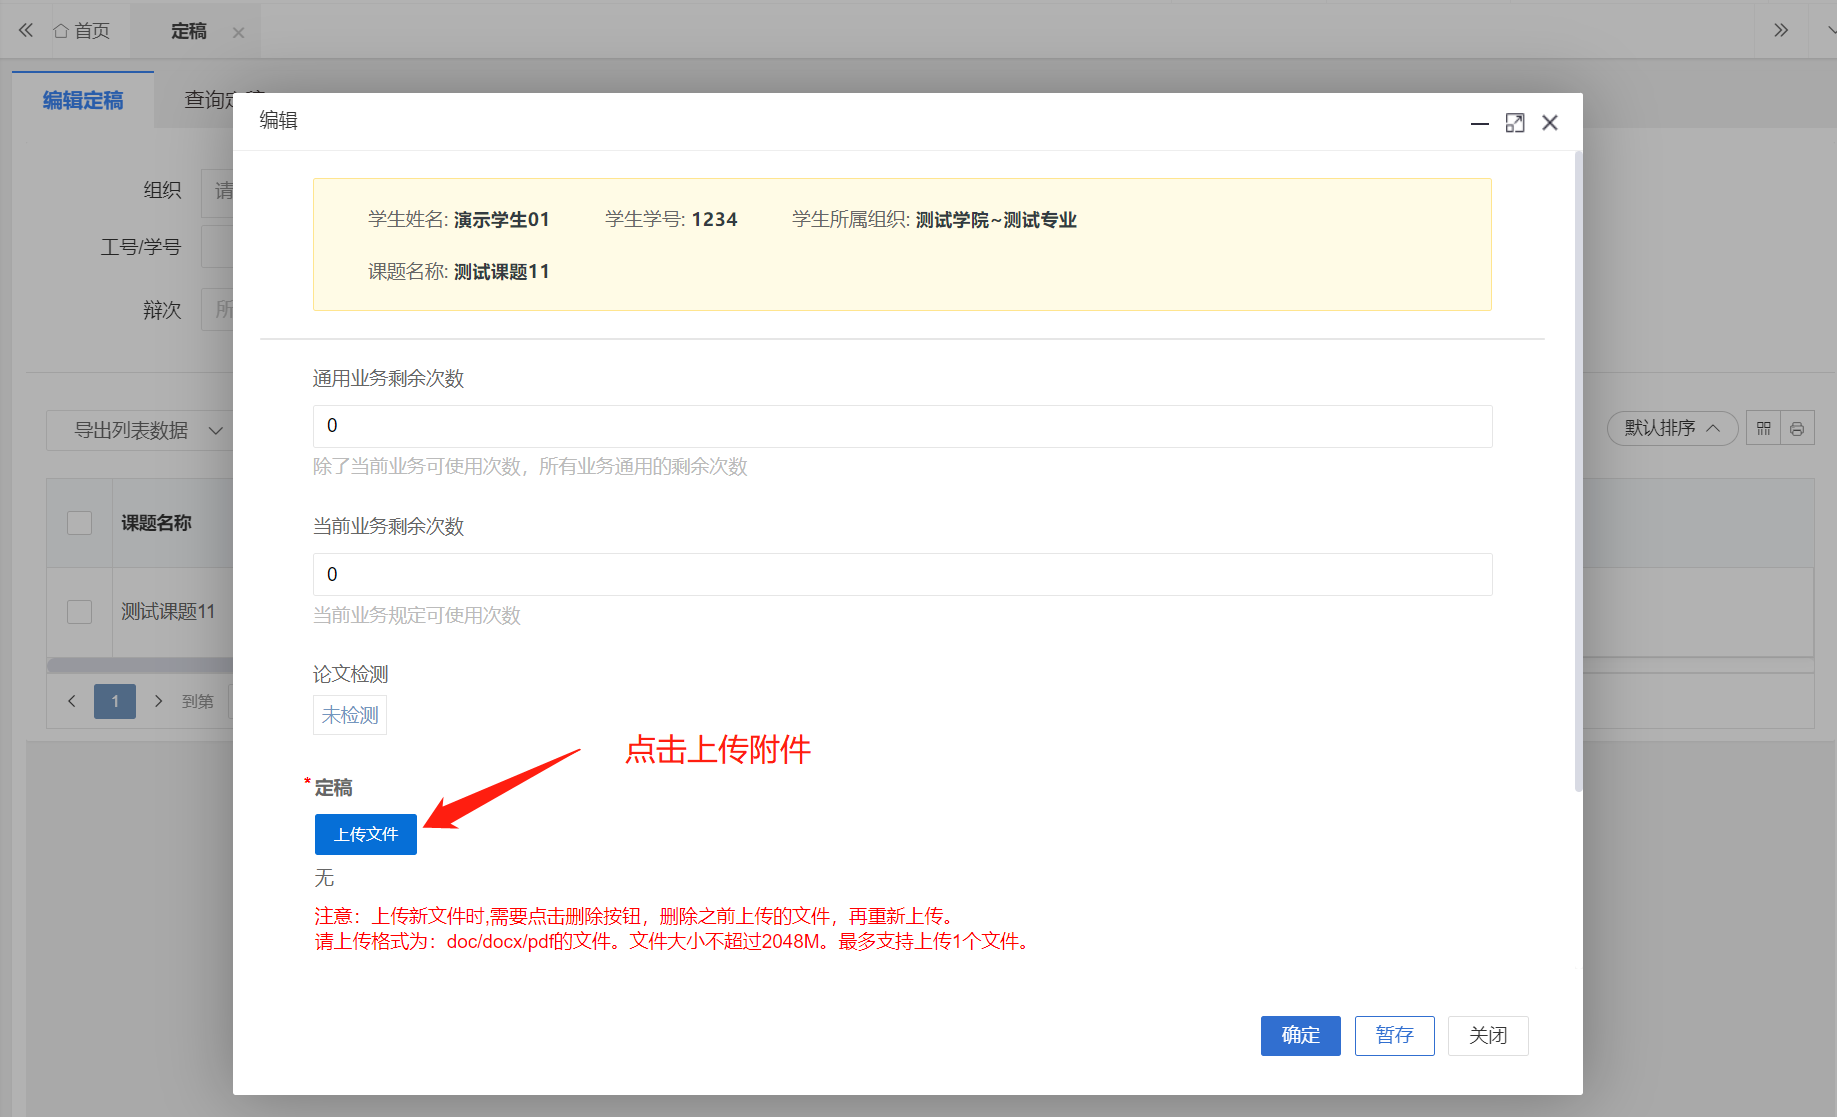 首页 定稿
编辑定稿 查询定稿
编辑
组织 请
工号/学号
辩次 所
学生姓名: 演示学生01 学生学号: 1234 学生所属组织: 测试学院~测试专业
课题名称: 测试课题11
通用业务剩余次数
0
除了当前业务可使用次数，所有业务通用的剩余次数
导出列表数据 默认排序
当前业务剩余次数
0
当前业务规定可使用次数
课题名称
测试课题11
1 到第
论文检测
未检测
点击上传附件
*定稿
上传文件
无
注意：上传新文件时,需要点击删除按钮，删除之前上传的文件，再重新上传。
请上传格式为：doc/docx/pdf的文件。文件大小不超过2048M。最多支持上传1个文件。
确定 暂存 关闭